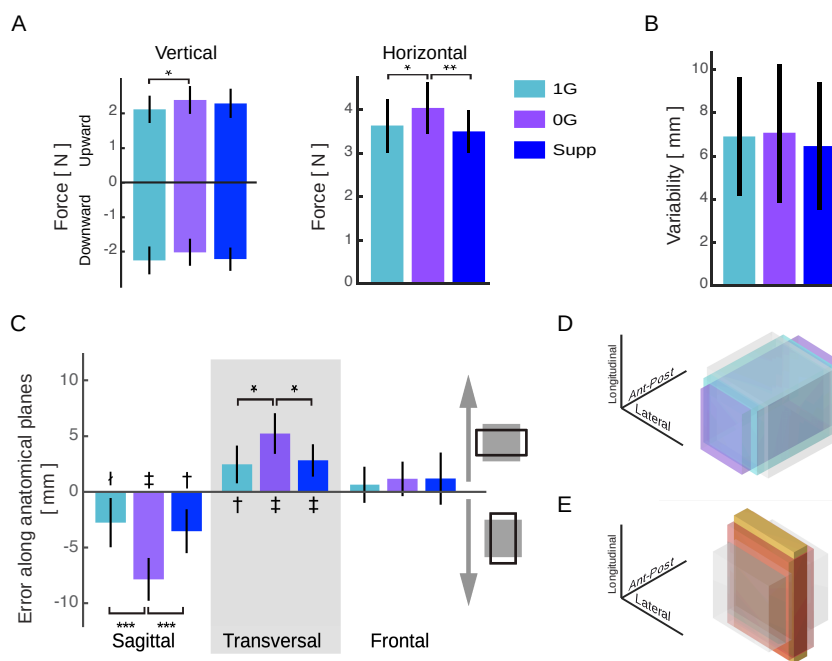 A
B
Vertical
Horizontal
Force [ N ]
Upward
Downward
2
0
-2
*
Force [ N ]
4
3
2
1
0
*
**
1G
0G
Supp
Variability [ mm ]
10
8
6
4
2
0
C
Error along anatomical planes
[ mm ]
10
5
0
-5
-10
ɫ ‡ †
* *
† ‡ ‡
*** ***
Sagittal
Transversal
Frontal
D
Longitudinal
Ant-Post
Lateral
E
Longitudinal
Ant-Post
Lateral